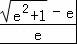 √(e²+1) − e
e